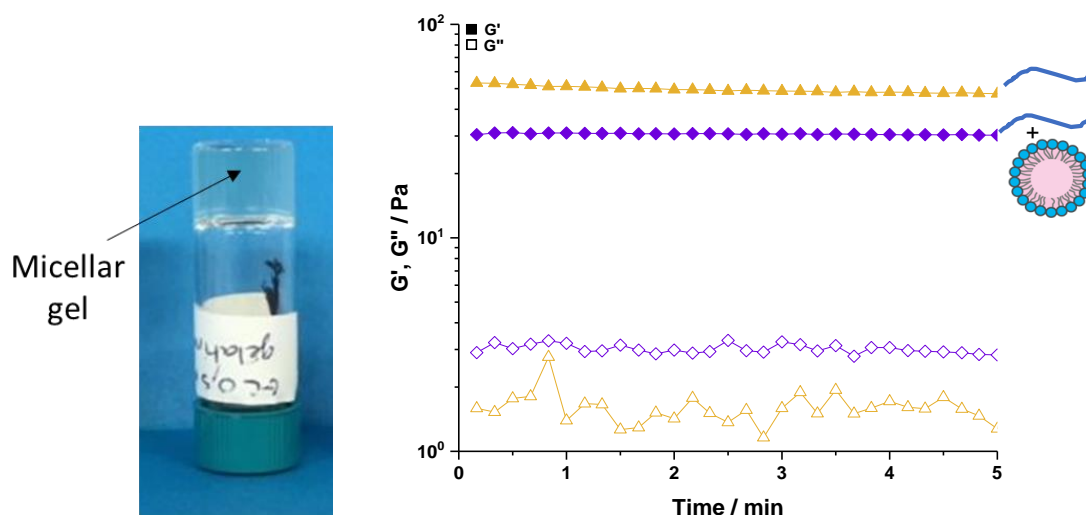 Micellar
gel
G'
G''
G', G'' / Pa
10²
10¹
10⁰
0 1 2 3 4 5
Time / min
+